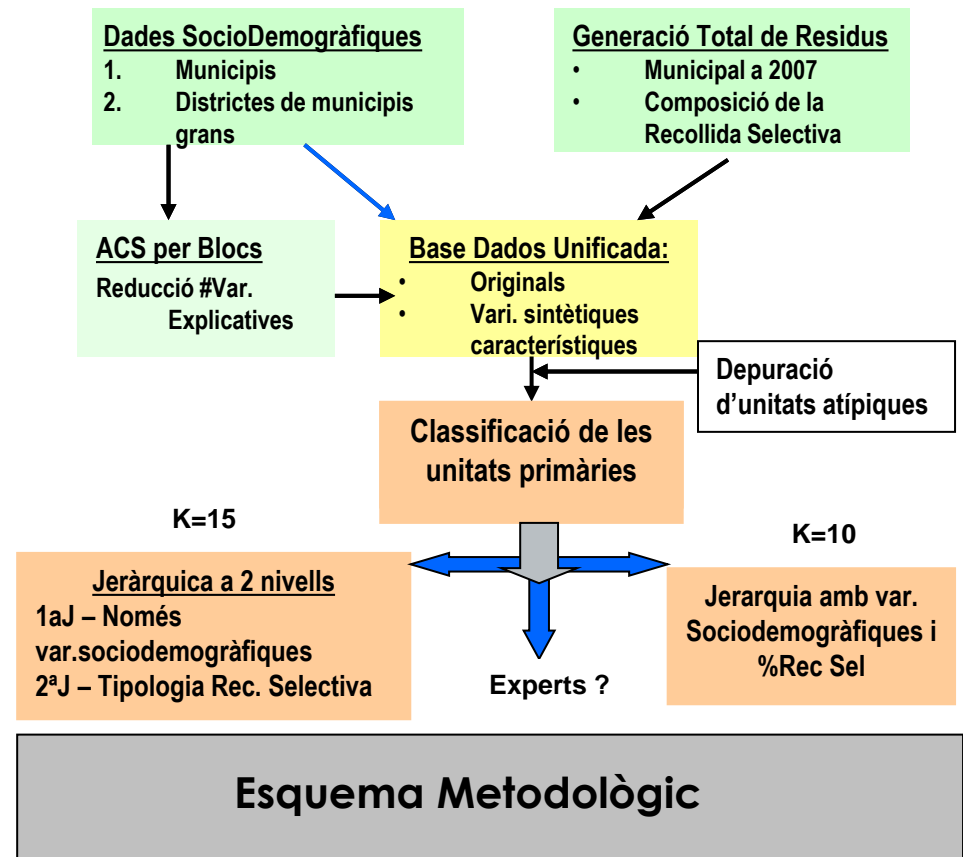 Dades SocioDemogràfiques
1. Municipis
2. Districtes de municipis
grans
Generació Total de Residus
• Municipal a 2007
• Composició de la
Recollida Selectiva
ACS per Blocs
Reducció #Var.
Explicatives
Base Dados Unificada:
• Originals
• Vari. sintètiques
característiques
Depuració
d’unitats atípiques
Classificació de les
unitats primàries
K=15
K=10
Jeràrquica a 2 nivells
1aJ – Només
var.sociodemogràfiques
2ªJ – Tipologia Rec. Selectiva
Experts ?
Jerarquia amb var.
Sociodemogràfiques i
%Rec Sel
Esquema Metodològic